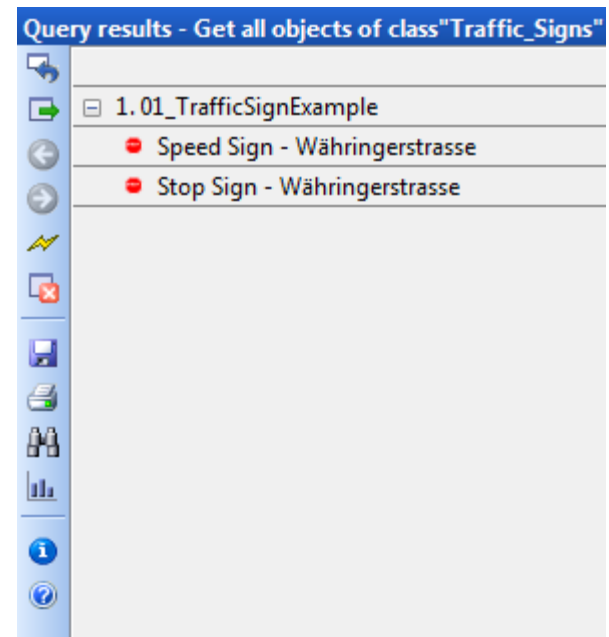 Query results - Get all objects of class"Traffic_Signs"
1. 01_TrafficSignExample
Speed Sign - Währingerstrasse
Stop Sign - Währingerstrasse